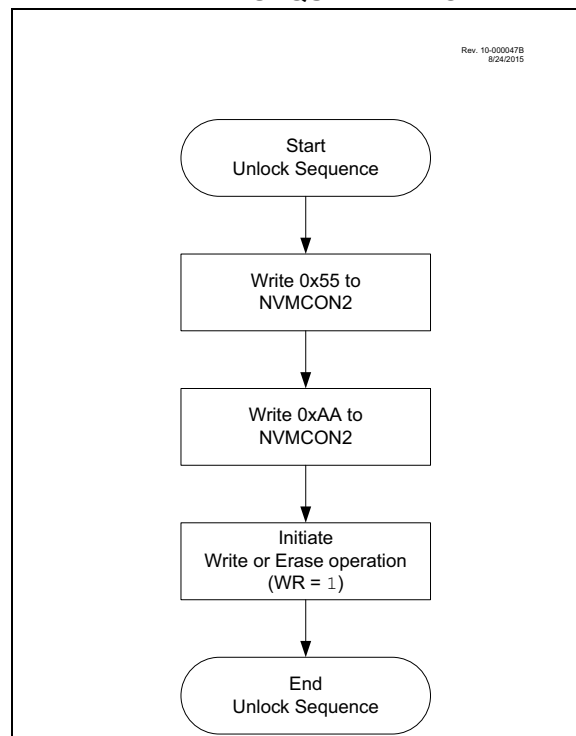 Rev. 10-000047B
8/24/2015
Start
Unlock Sequence
Write 0x55 to
NVMCON2
Write 0xAA to
NVMCON2
Initiate
Write or Erase operation
(WR = 1)
End
Unlock Sequence